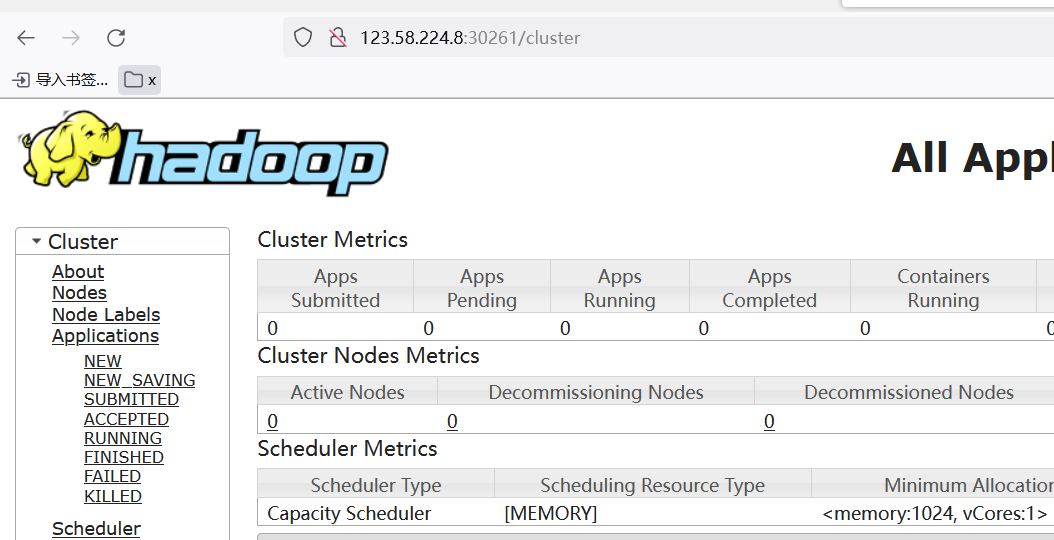 123.58.224.8:30261/cluster
导入书签... x
hadoop
All Appl
Cluster
About
Nodes
Node Labels
Applications
NEW
NEW_SAVING
SUBMITTED
ACCEPTED
RUNNING
FINISHED
FAILED
KILLED
Scheduler
Cluster Metrics
Apps Submitted Apps Pending Apps Running Apps Completed Containers Running
0 0 0 0 0 0
Cluster Nodes Metrics
Active Nodes Decommissioning Nodes Decommissioned Nodes
0 0 0
Scheduler Metrics
Scheduler Type Scheduling Resource Type Minimum Allocation
Capacity Scheduler [MEMORY] <memory:1024, vCores:1>